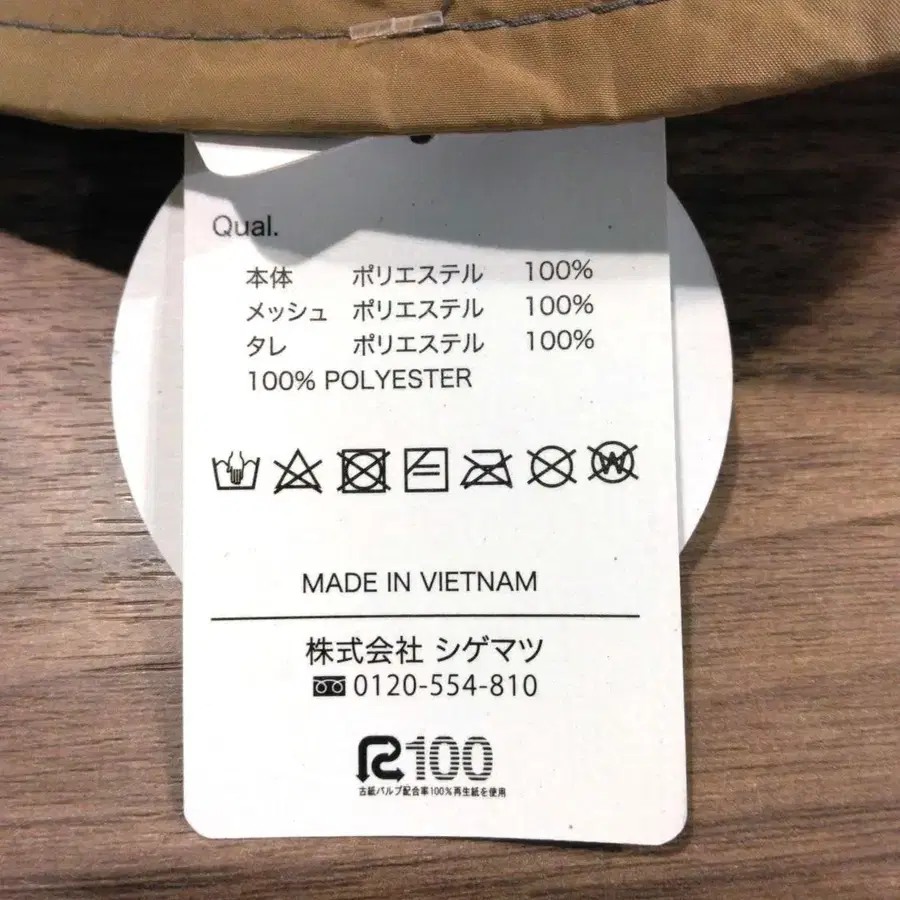 Qual.
本体 ポリエステル 100%
メッシュ ポリエステル 100%
タレ ポリエステル 100%
100% POLYESTER
W
MADE IN VIETNAM
株式会社 シゲマツ
0120-554-810
R100
古紙パルプ配合率100%再生紙を使用